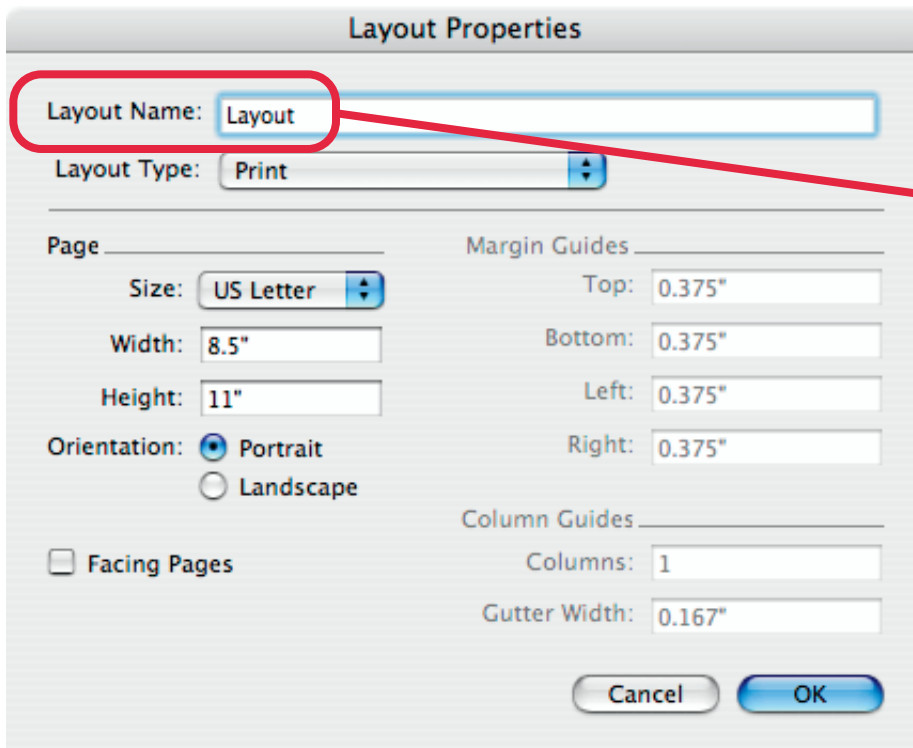 Layout Properties
Layout Name: Layout
Layout Type: Print
Page
Size: US Letter
Width: 8.5"
Height: 11"
Orientation: Portrait
Landscape
Facing Pages
Margin Guides
Top: 0.375"
Bottom: 0.375"
Left: 0.375"
Right: 0.375"
Column Guides
Columns: 1
Gutter Width: 0.167"
Cancel OK